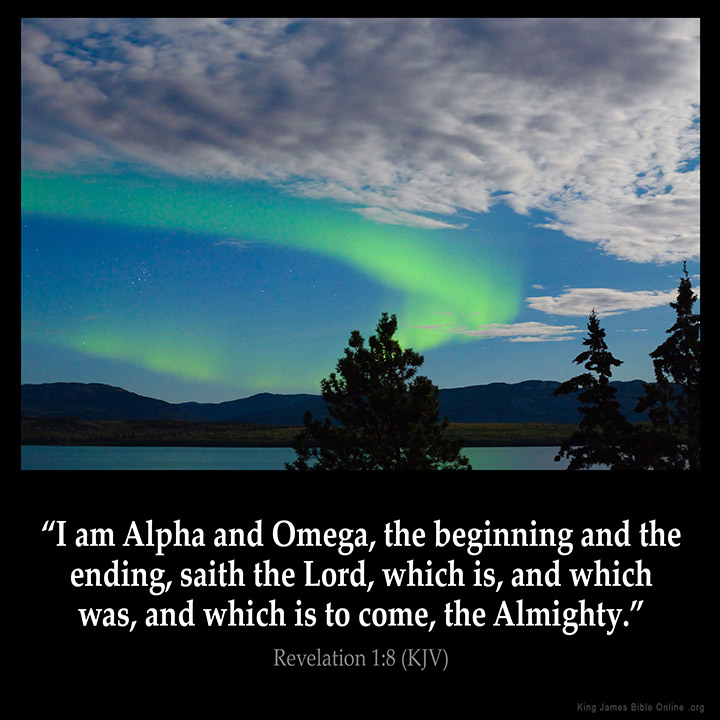 “I am Alpha and Omega, the beginning and the
ending, saith the Lord, which is, and which
was, and which is to come, the Almighty.”
Revelation 1:8 (KJV)
King James Bible Online .org